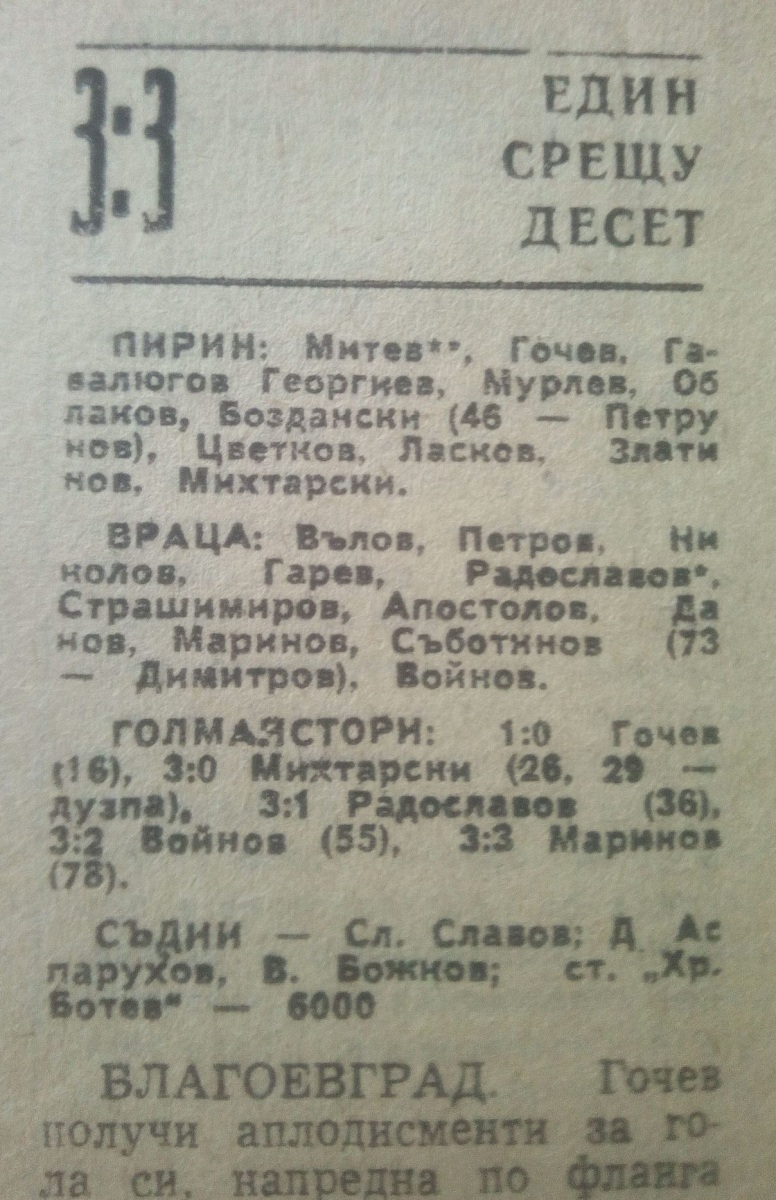 3:3
ЕДИН
СРЕЩУ
ДЕСЕТ
ПИРИН: Митев**, Гочев, Га-
валюгов Георгиев, Мурлев, Об
лаков, Боздански (46 — Петру
нов), Цветков, Ласков, Злати
нов, Михтарски.
ВРАЦА: Вълов, Петров, Ни
колов, Гарев, Радославов*,
Страшимиров, Апостолов, Да
нов, Маринов, Съботинов (73
— Димитров), Войнов.
ГОЛМАЯСТОРИ: 1:0 Гочев
(16), 3:0 Михтарски (26, 29 —
дузпа), 3:1 Радославов (36),
3:2 Войнов (55), 3:3 Маринов
(78).
СЪДИИ — Сл. Славов; Д. Ас
парухов, В. Божков; ст. „Хр.
Ботев“ — 6000
БЛАГОЕВГРАД. Гочев
получи аплодисменти за го-
ла си, напредна по фланга